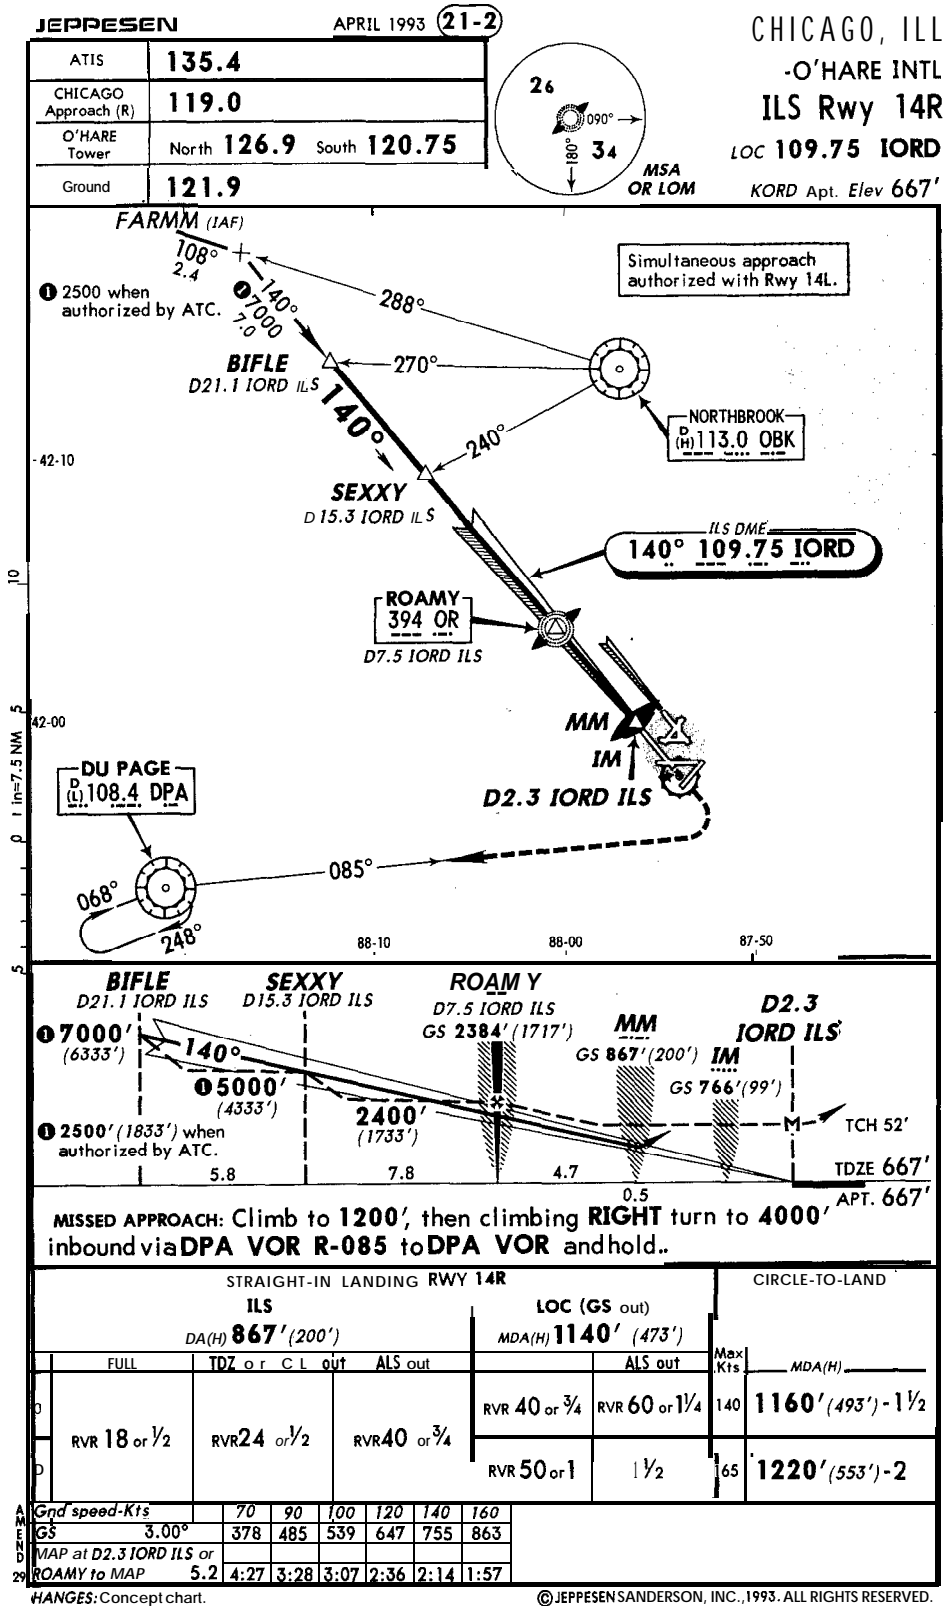 JEPPESEN
APRIL 1993 21-2
CHICAGO, ILL
-O'HARE INTL
ILS Rwy 14R
LOC 109.75 IORD
KORD Apt. Elev 667'
ATIS 135.4
CHICAGO Approach (R) 119.0
O'HARE Tower North 126.9 South 120.75
Ground 121.9
26
090°
180°
34
MSA
OR LOM
FARMM (IAF)
108°
2.4
1 2500 when
authorized by ATC.
140°
1 7000
7.0
288°
Simultaneous approach
authorized with Rwy 14L.
BIFLE
D21.1 IORD ILS
270°
140°
240°
NORTHBROOK
D
(H) 113.0 OBK
42-10
SEXXY
D15.3 IORD ILS
ILS DME
140° 109.75 IORD
ROAMY
394 OR
D7.5 IORD ILS
10
5
0
5
1 in=7.5 NM
42-00
MM
IM
D2.3 IORD ILS
DU PAGE
D
(L) 108.4 DPA
085°
068°
248°
88-10
88-00
87-50
BIFLE
D21.1 IORD ILS
SEXXY
D15.3 IORD ILS
ROAMY
D7.5 IORD ILS
GS 2384' (1717')
MM
GS 867' (200')
IM
GS 766' (99')
D2.3
IORD ILS
1 7000'
(6333')
140°
1 5000'
(4333')
2400'
(1733')
1 2500' (1833') when
authorized by ATC.
M
TCH 52'
TDZE 667'
APT. 667'
5.8
7.8
4.7
0.5
MISSED APPROACH: Climb to 1200', then climbing RIGHT turn to 4000'
inbound via DPA VOR R-085 to DPA VOR and hold..
STRAIGHT-IN LANDING RWY 14R
CIRCLE-TO-LAND
ILS
DA(H) 867' (200')
LOC (GS out)
MDA(H) 1140' (473')
FULL
TDZ or CL out
ALS out
ALS out
Max Kts
MDA(H)
RVR 18 or ½
RVR 24 or ½
RVR 40 or ¾
RVR 40 or ¾
RVR 60 or 1¼
140
1160' (493') - 1½
D
RVR 50 or 1
1½
165
1220' (553') - 2
Gnd speed-Kts 70 90 100 120 140 160
GS 3.00° 378 485 539 647 755 863
MAP at D2.3 IORD ILS or
ROAMY to MAP 5.2 4:27 3:28 3:07 2:36 2:14 1:57
AMEND 29
HANGES: Concept chart.
© JEPPESEN SANDERSON, INC., 1993. ALL RIGHTS RESERVED.